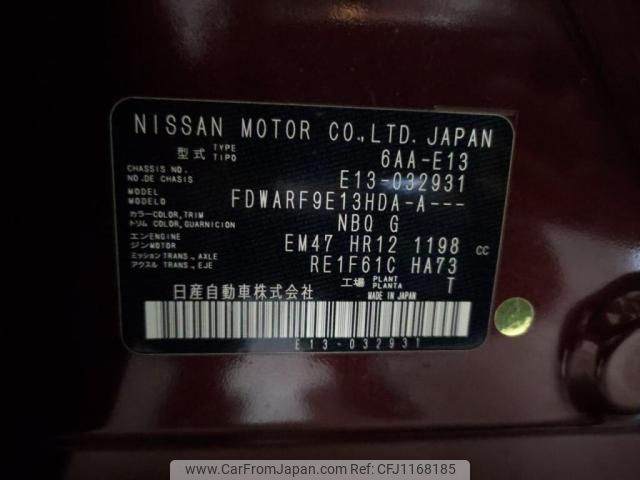 NISSAN MOTOR CO.,LTD. JAPAN
型式 TYPE TIPO 6AA-E13
CHASSIS NO. NO.DE CHASIS E13-032931
MODEL MODELO FDWARF9E13HDA-A---
カラー COLOR,TRIM トリム COLOR,GUARNICION NBQ G
エンジン ENGINE MOTOR EM47 HR12 1198 cc
ミッション TRANS., AXLE アクスル TRANS., EJE RE1F61C HA73
工場 PLANT PLANTA T
日産自動車株式会社 MADE IN JAPAN
E13-032931
www.CarFromJapan.com Car ID: CFJ1168185